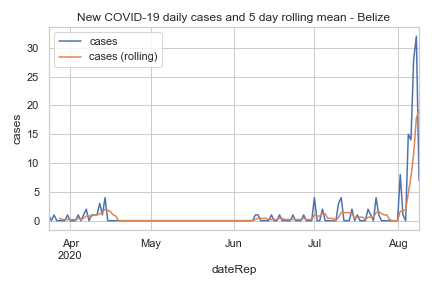 New COVID-19 daily cases and 5 day rolling mean - Belize
cases
cases (rolling)
cases
30
25
20
15
10
5
0
Apr
2020
May
Jun
Jul
Aug
dateRep